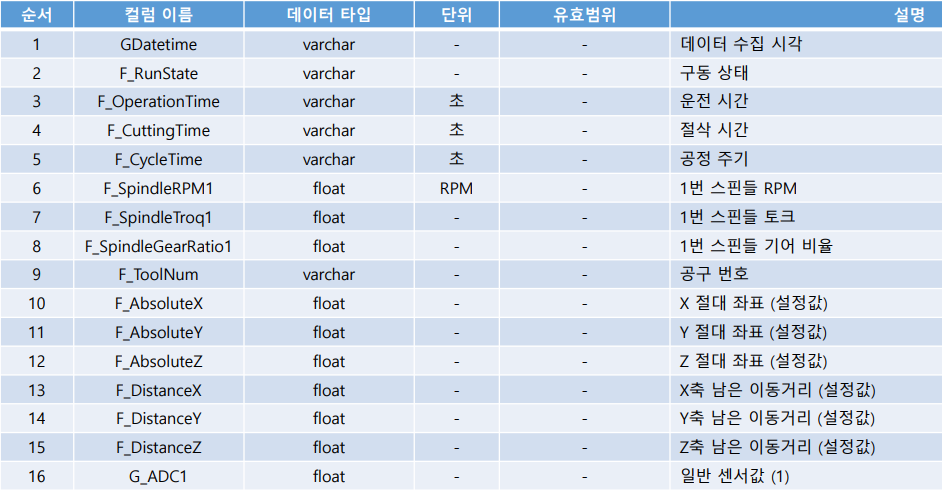 순서 컬럼 이름 데이터 타입 단위 유효범위 설명
1 GDatetime varchar - - 데이터 수집 시각
2 F_RunState varchar - - 구동 상태
3 F_OperationTime varchar 초 - 운전 시간
4 F_CuttingTime varchar 초 - 절삭 시간
5 F_CycleTime varchar 초 - 공정 주기
6 F_SpindleRPM1 float RPM - 1번 스핀들 RPM
7 F_SpindleTroq1 float - - 1번 스핀들 토크
8 F_SpindleGearRatio1 float - - 1번 스핀들 기어 비율
9 F_ToolNum varchar - - 공구 번호
10 F_AbsoluteX float - - X 절대 좌표 (설정값)
11 F_AbsoluteY float - - Y 절대 좌표 (설정값)
12 F_AbsoluteZ float - - Z 절대 좌표 (설정값)
13 F_DistanceX float - - X축 남은 이동거리 (설정값)
14 F_DistanceY float - - Y축 남은 이동거리 (설정값)
15 F_DistanceZ float - - Z축 남은 이동거리 (설정값)
16 G_ADC1 float - - 일반 센서값 (1)